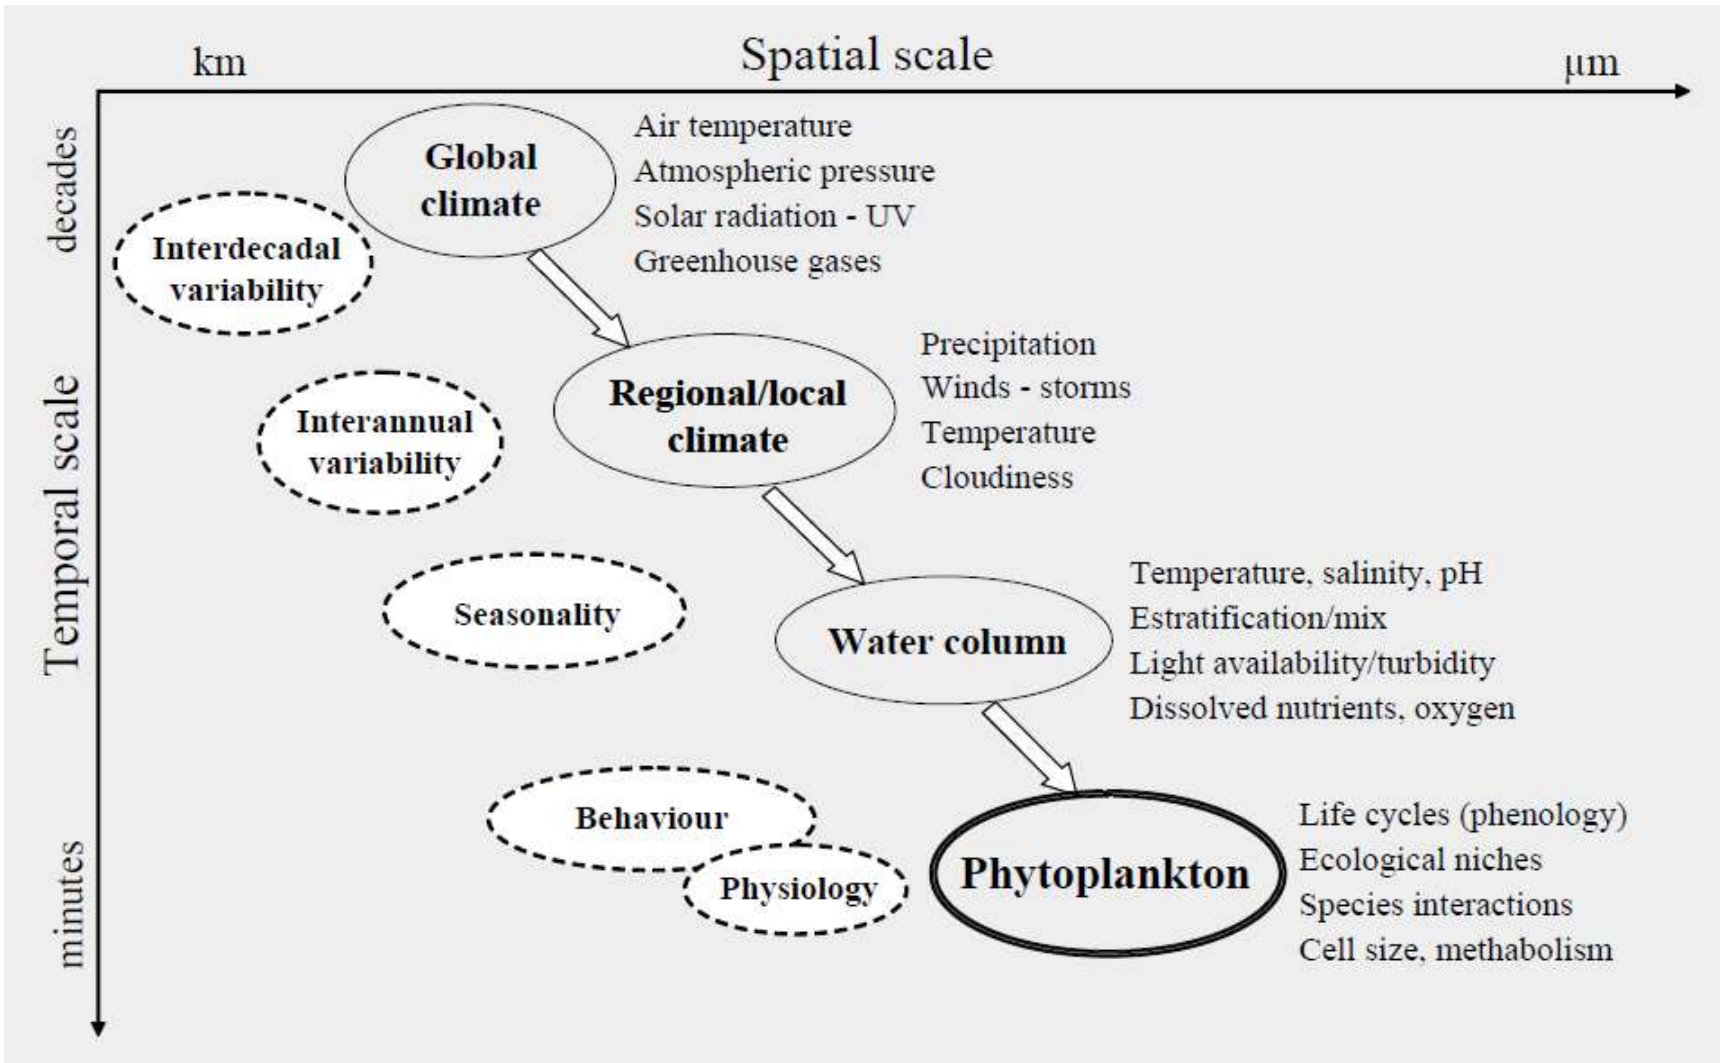 Spatial scale
km
μm
decades
Temporal scale
minutes
Global
climate
Air temperature
Atmospheric pressure
Solar radiation - UV
Greenhouse gases
Interdecadal
variability
Regional/local
climate
Precipitation
Winds - storms
Temperature
Cloudiness
Interannual
variability
Seasonality
Water column
Temperature, salinity, pH
Estratification/mix
Light availability/turbidity
Dissolved nutrients, oxygen
Behaviour
Physiology
Phytoplankton
Life cycles (phenology)
Ecological niches
Species interactions
Cell size, methabolism